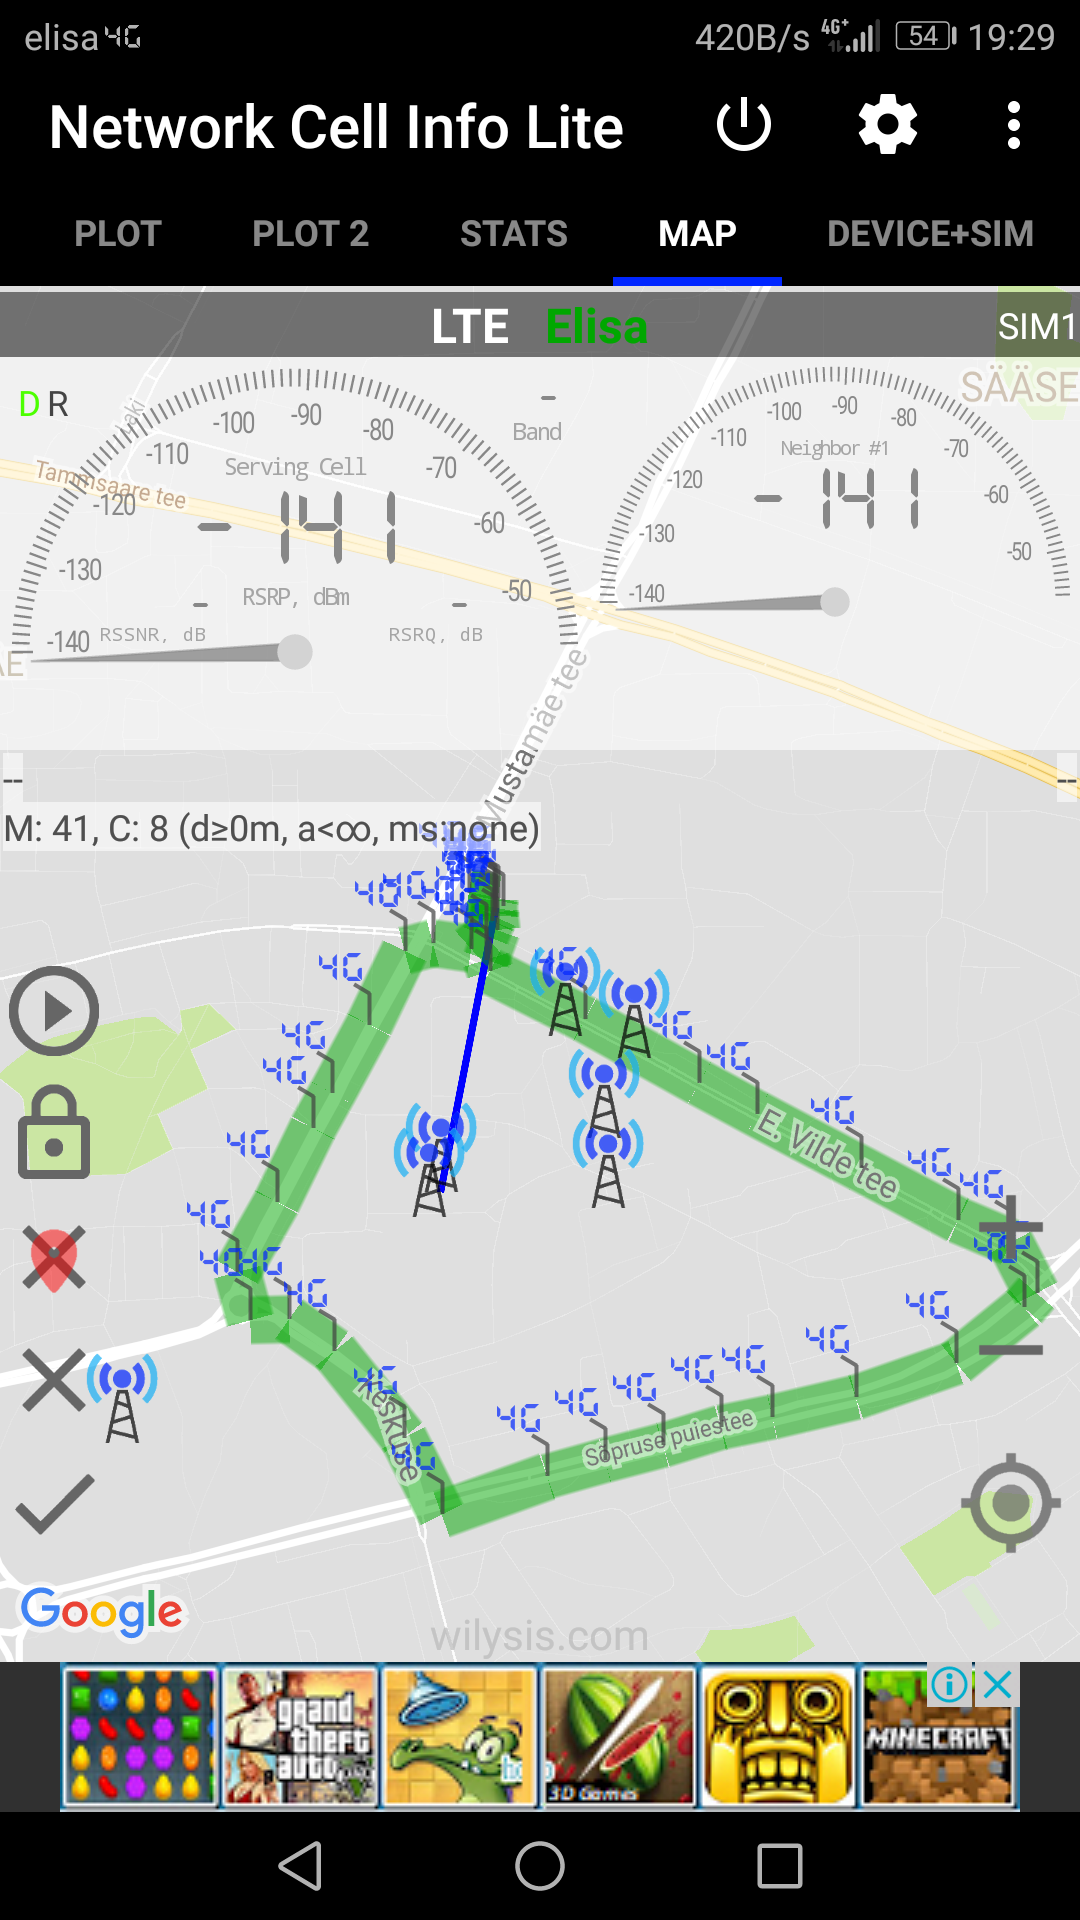 elisa 4G 420B/s 4G+ 54 19:29
Network Cell Info Lite
PLOT PLOT 2 STATS MAP DEVICE+SIM
LTE Elisa SIM1
SÄÄSE
D R
-
Band
Serving Cell
-141
RSRP, dBm
-
RSSNR, dB
-
RSRQ, dB
-140
-130
-120
-110
-100
-90
-80
-70
-60
-50
Neighbor #1
-141
-140
-130
-120
-110
-100
-90
-80
-70
-60
-50
Tammsaare tee
Mustamäe tee
-- --
M: 41, C: 8 (d≥0m, a<∞, ms:none)
4G 4G
4G
4G
4G
4G
4G
4G
4G
4G 4G
4G
4G
4G
4G
4G
E. Vilde tee
4G
4G
4G
4G
4G
4G
4G
4G
4G
4G
4G
Keskuse
Sõpruse puiestee
Google
wilysis.com
grand
theft
auto
3D Games
MINECRAFT